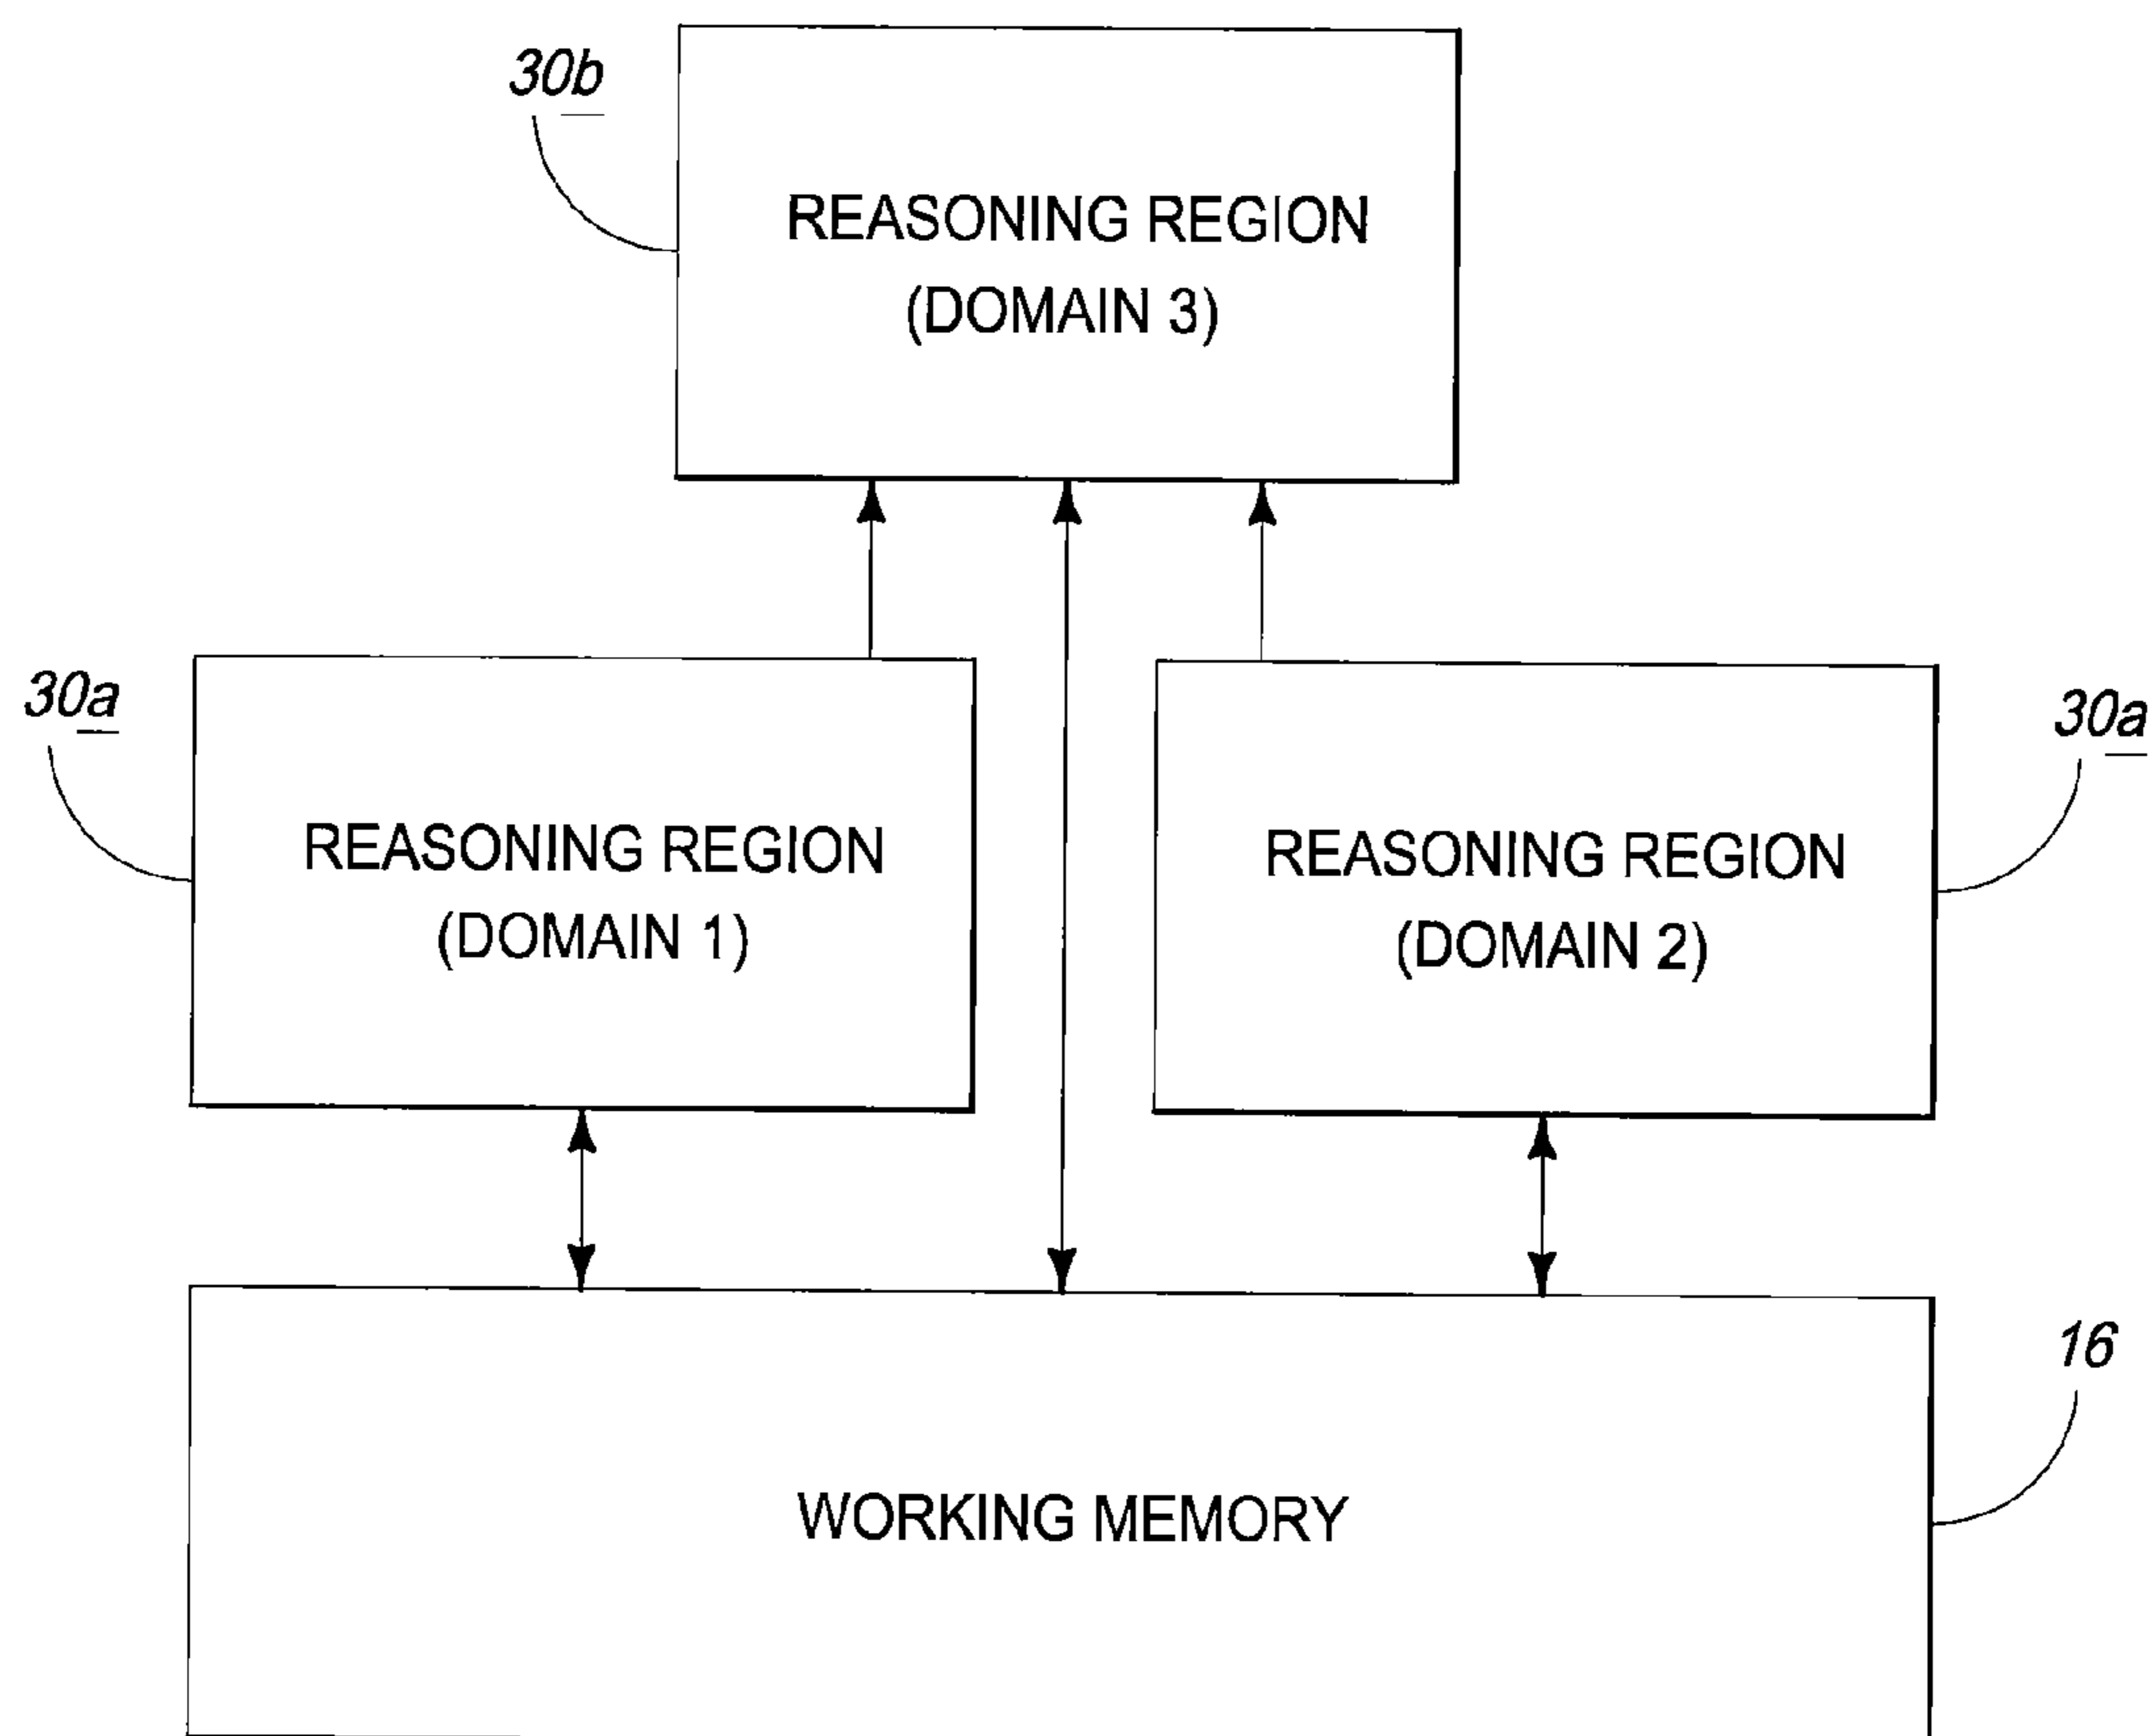 30b
REASONING REGION
(DOMAIN 3)
30a
REASONING REGION
(DOMAIN 1)
30a
REASONING REGION
(DOMAIN 2)
16
WORKING MEMORY